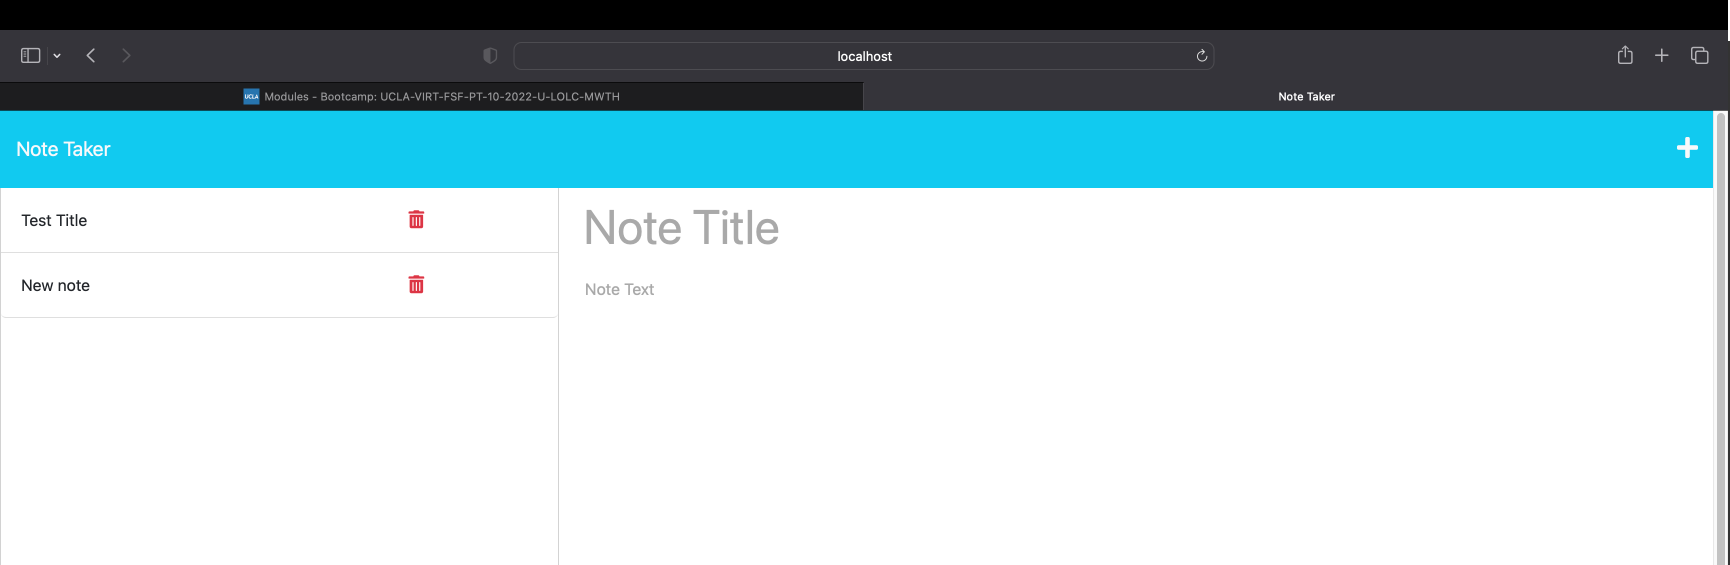 localhost
UCLA Modules - Bootcamp: UCLA-VIRT-FSF-PT-10-2022-U-LOLC-MWTH
Note Taker
Note Taker
Test Title
New note
Note Title
Note Text